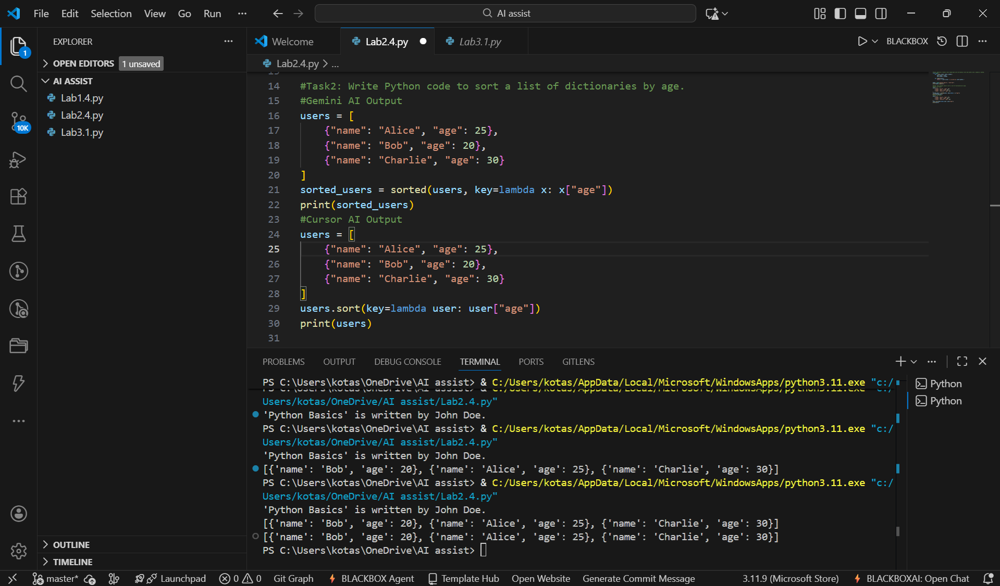 File Edit Selection View Go Run ··· AI assist
EXPLORER ···
OPEN EDITORS 1 unsaved
AI ASSIST
Lab1.4.py
Lab2.4.py
Lab3.1.py
OUTLINE
TIMELINE
1
10K
Welcome Lab2.4.py Lab3.1.py BLACKBOX ···
Lab2.4.py > ...
14 #Task2: Write Python code to sort a list of dictionaries by age.
15 #Gemini AI Output
16 users = [
17     {"name": "Alice", "age": 25},
18     {"name": "Bob", "age": 20},
19     {"name": "Charlie", "age": 30}
20 ]
21 sorted_users = sorted(users, key=lambda x: x["age"])
22 print(sorted_users)
23 #Cursor AI Output
24 users = [
25     {"name": "Alice", "age": 25},
26     {"name": "Bob", "age": 20},
27     {"name": "Charlie", "age": 30}
28 ]
29 users.sort(key=lambda user: user["age"])
30 print(users)
31
PROBLEMS OUTPUT DEBUG CONSOLE TERMINAL PORTS GITLENS
PS C:\Users\kotas\OneDrive\AI assist> & C:/Users/kotas/AppData/Local/Microsoft/WindowsApps/python3.11.exe "c:/
Users/kotas/OneDrive/AI assist/Lab2.4.py"
'Python Basics' is written by John Doe.
PS C:\Users\kotas\OneDrive\AI assist> & C:/Users/kotas/AppData/Local/Microsoft/WindowsApps/python3.11.exe "c:/
Users/kotas/OneDrive/AI assist/Lab2.4.py"
'Python Basics' is written by John Doe.
[{'name': 'Bob', 'age': 20}, {'name': 'Alice', 'age': 25}, {'name': 'Charlie', 'age': 30}]
PS C:\Users\kotas\OneDrive\AI assist> & C:/Users/kotas/AppData/Local/Microsoft/WindowsApps/python3.11.exe "c:/
Users/kotas/OneDrive/AI assist/Lab2.4.py"
'Python Basics' is written by John Doe.
[{'name': 'Bob', 'age': 20}, {'name': 'Alice', 'age': 25}, {'name': 'Charlie', 'age': 30}]
[{'name': 'Bob', 'age': 20}, {'name': 'Alice', 'age': 25}, {'name': 'Charlie', 'age': 30}]
PS C:\Users\kotas\OneDrive\AI assist>
Python
Python
master* Launchpad 0 0 Git Graph BLACKBOX Agent Template Hub Open Website Generate Commit Message 3.11.9 (Microsoft Store) BLACKBOXAI: Open Chat